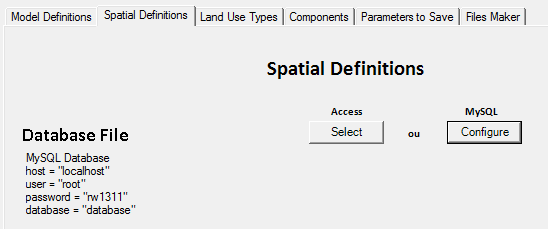 Model Definitions Spatial Definitions Land Use Types Components Parameters to Save Files Maker
Spatial Definitions
Access MySQL
Database File Select ou Configure
MySQL Database
host = "localhost"
user = "root"
password = "rw1311"
database = "database"